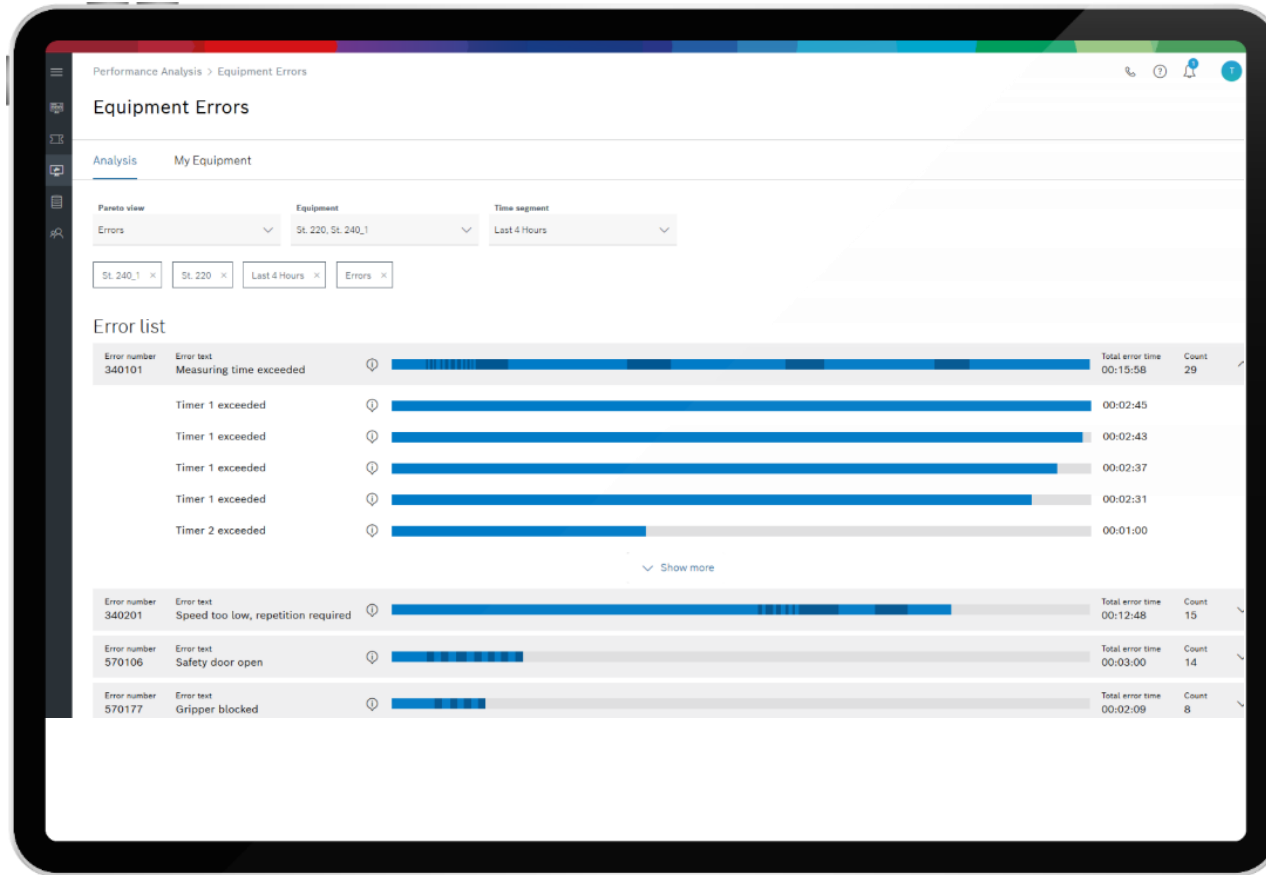 Performance Analysis > Equipment Errors
T
Equipment Errors
Analysis My Equipment
Pareto view Equipment Time segment
Errors St. 220, St. 240_1 Last 4 Hours
St. 240_1 × St. 220 × Last 4 Hours × Errors ×
Error list
Error number Error text Total error time Count
340101 Measuring time exceeded 00:15:58 29
Timer 1 exceeded 00:02:45
Timer 1 exceeded 00:02:43
Timer 1 exceeded 00:02:37
Timer 1 exceeded 00:02:31
Timer 2 exceeded 00:01:00
Show more
Error number Error text Total error time Count
340201 Speed too low, repetition required 00:12:48 15
Error number Error text Total error time Count
570106 Safety door open 00:03:00 14
Error number Error text Total error time Count
570177 Gripper blocked 00:02:09 8